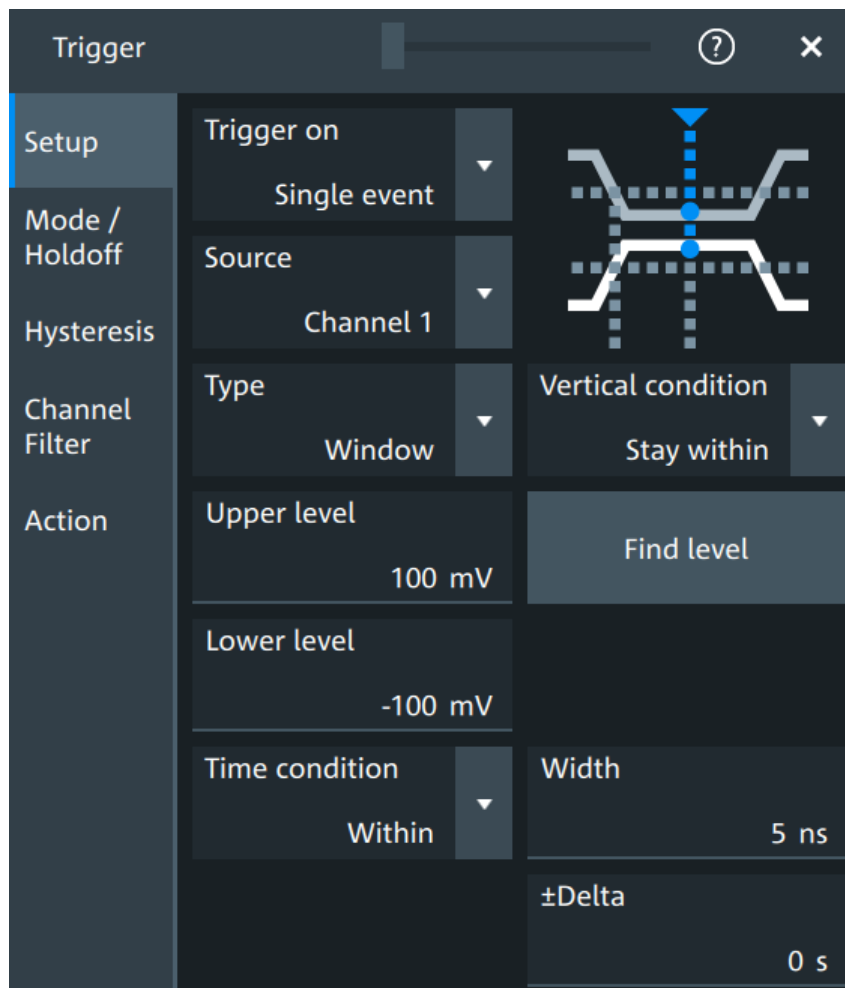 Trigger
?
Setup
Mode /
Holdoff
Hysteresis
Channel
Filter
Action
Trigger on
Single event
Source
Channel 1
Type
Window
Vertical condition
Stay within
Upper level
100 mV
Find level
Lower level
-100 mV
Time condition
Within
Width
5 ns
±Delta
0 s